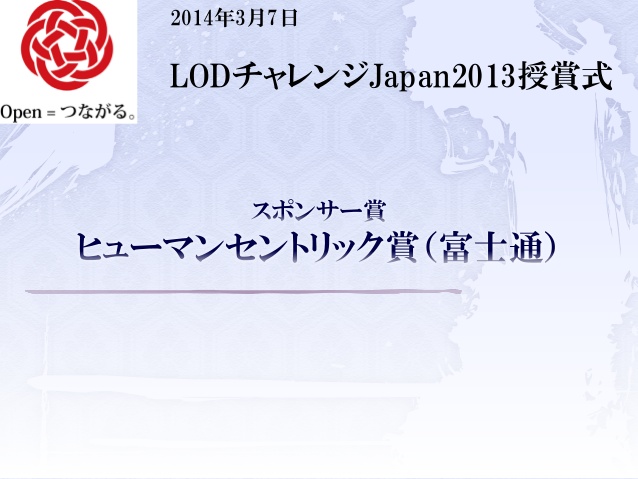 2014年3月7日
LODチャレンジJapan2013授賞式
Open = つながる。
スポンサー賞
ヒューマンセントリック賞（富士通）